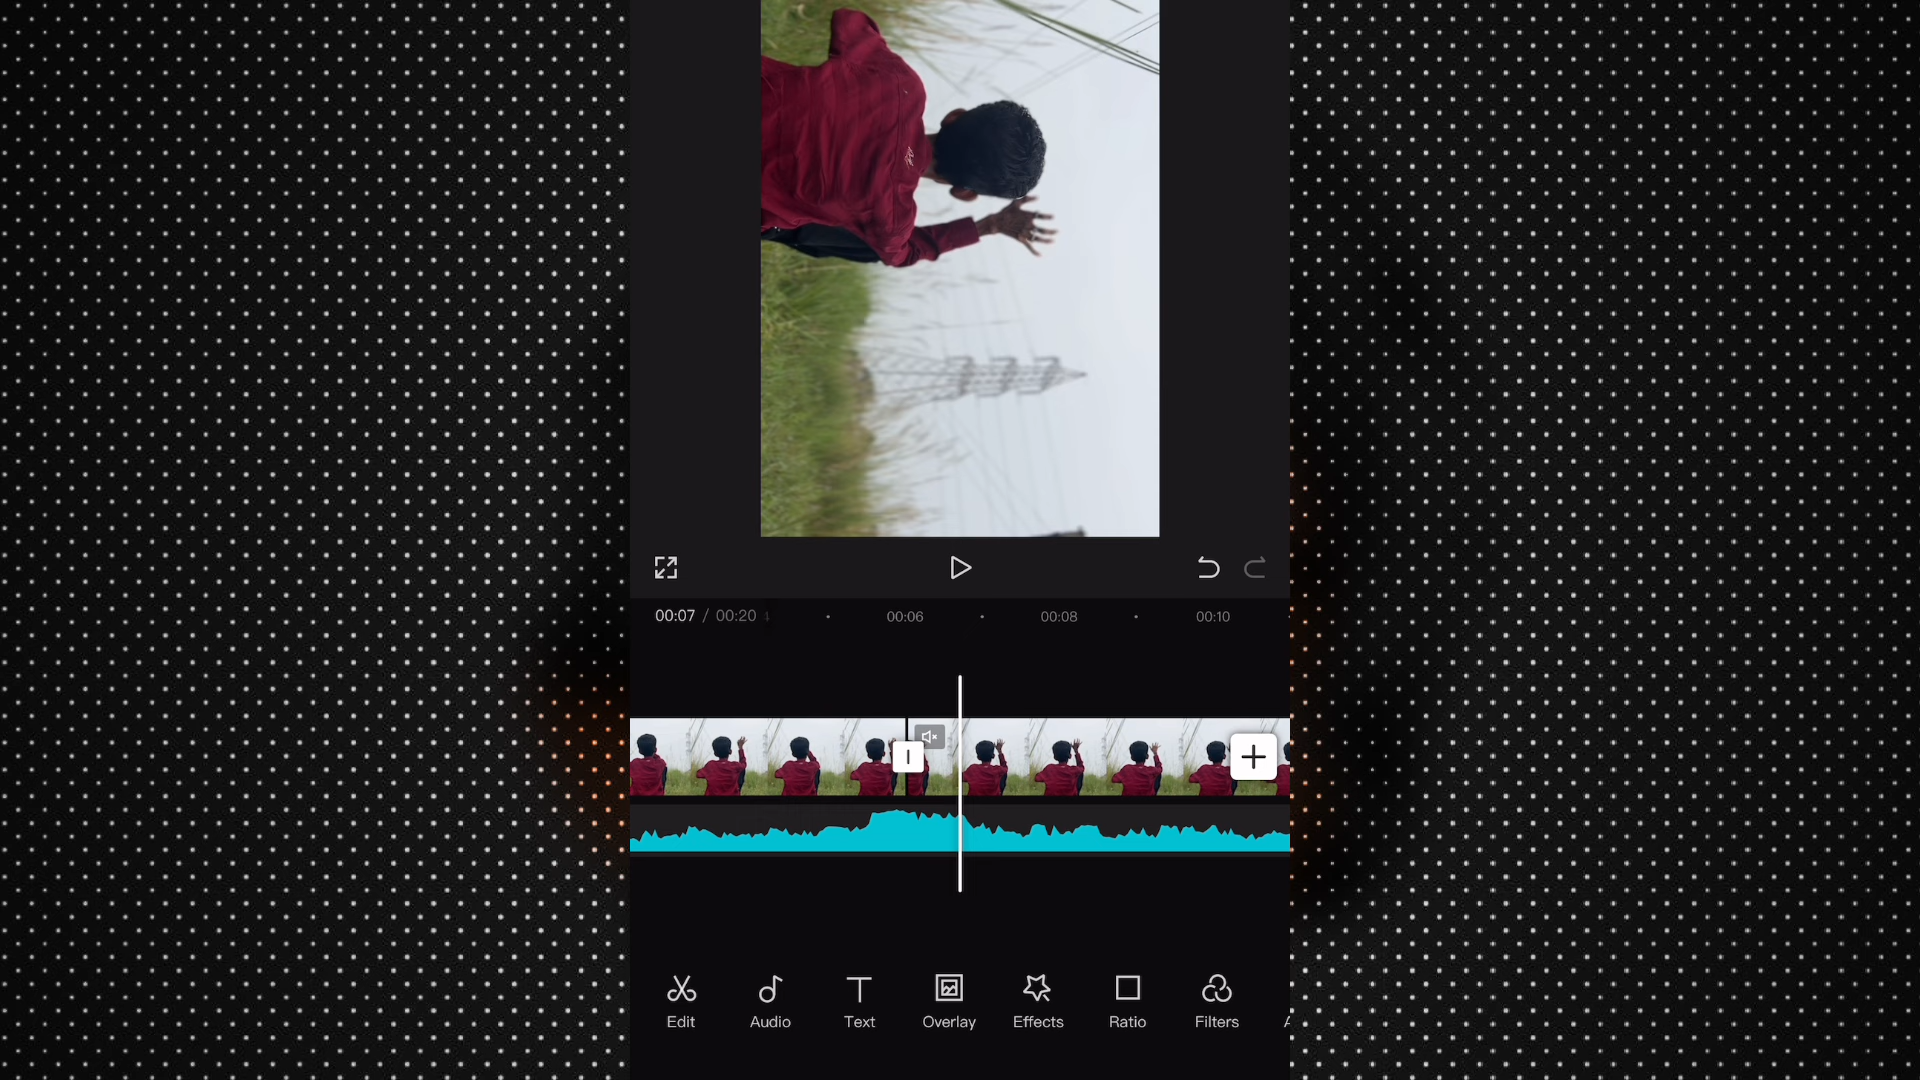 00:07 / 00:20
00:06
00:08
00:10
Edit
Audio
Text
Overlay
Effects
Ratio
Filters